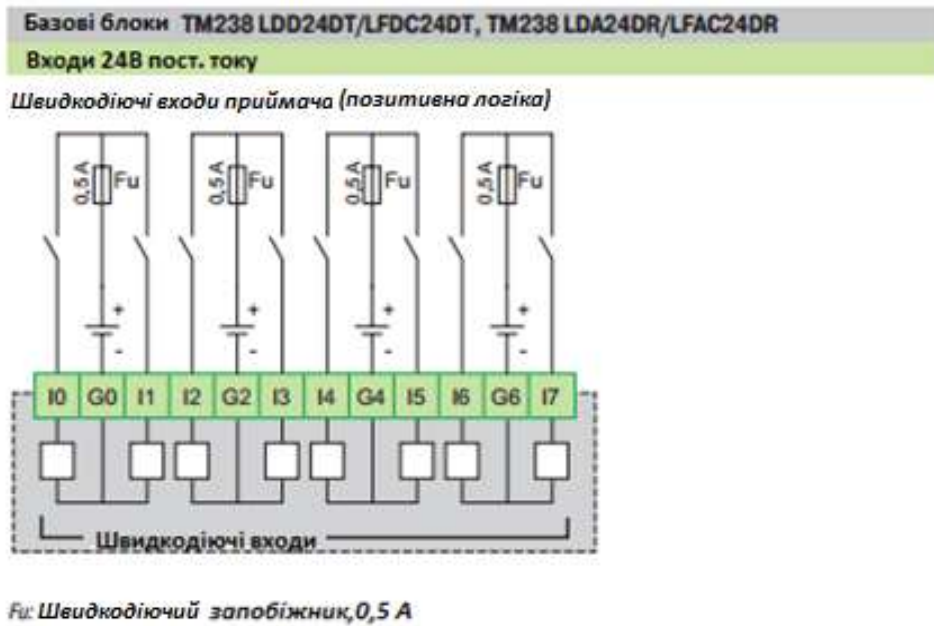 Базові блоки TM238 LDD24DT/LFDC24DT, TM238 LDA24DR/LFAC24DR
Входи 24В пост. току
Швидкодіючі входи приймача (позитивна логіка)
0,5 A Fu 0,5 A Fu 0,5 A Fu 0,5 A Fu
+ + + +
- - - -
I0 G0 I1 I2 G2 I3 I4 G4 I5 I6 G6 I7
Швидкодіючі входи
Fu: Швидкодіючий запобіжник,0,5 А